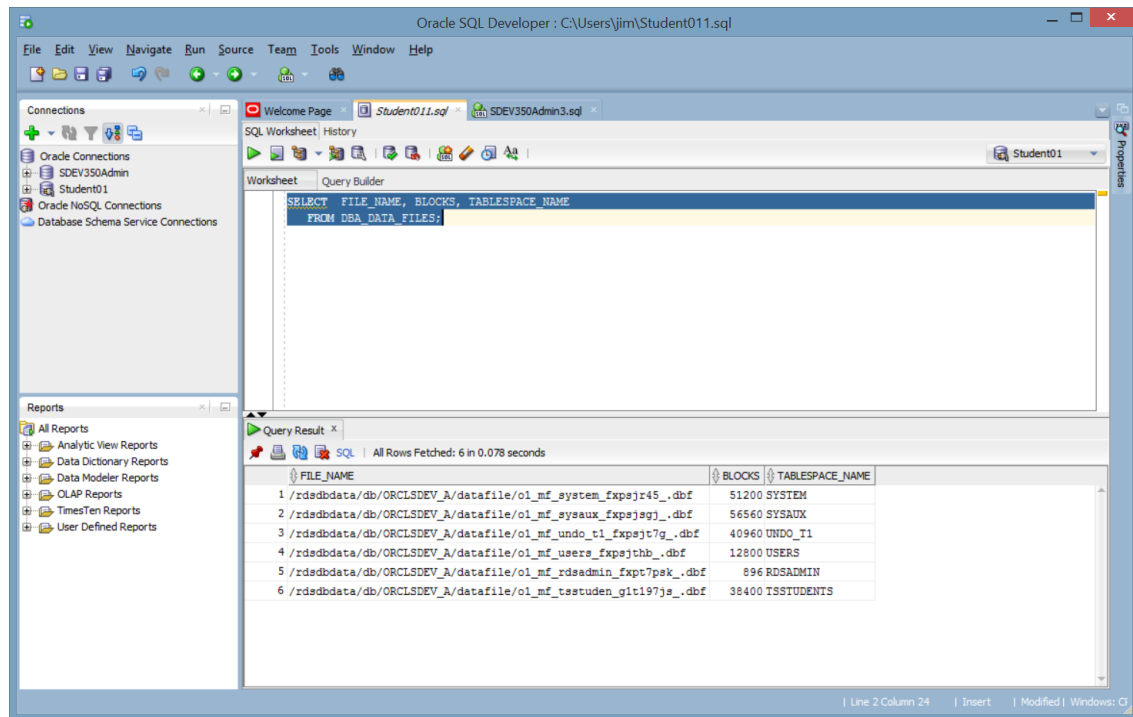 Oracle SQL Developer : C:\Users\jim\Student011.sql
File Edit View Navigate Run Source Team Tools Window Help
Connections
Oracle Connections
SDEV350Admin
Student01
Oracle NoSQL Connections
Database Schema Service Connections
Reports
All Reports
Analytic View Reports
Data Dictionary Reports
Data Modeler Reports
OLAP Reports
TimesTen Reports
User Defined Reports
Welcome Page Student011.sql SDEV350Admin3.sql
SQL Worksheet History
Student01
Worksheet Query Builder
SELECT FILE_NAME, BLOCKS, TABLESPACE_NAME
FROM DBA_DATA_FILES;
Query Result
SQL | All Rows Fetched: 6 in 0.078 seconds
FILE_NAME BLOCKS TABLESPACE_NAME
1 /rdsdbdata/db/ORCLSDEV_A/datafile/o1_mf_system_fxpsjr45_.dbf 51200 SYSTEM
2 /rdsdbdata/db/ORCLSDEV_A/datafile/o1_mf_sysaux_fxpsjsgj_.dbf 56560 SYSAUX
3 /rdsdbdata/db/ORCLSDEV_A/datafile/o1_mf_undo_t1_fxpsjt7g_.dbf 40960 UNDO_T1
4 /rdsdbdata/db/ORCLSDEV_A/datafile/o1_mf_users_fxpsjthb_.dbf 12800 USERS
5 /rdsdbdata/db/ORCLSDEV_A/datafile/o1_mf_rdsadmin_fxpt7psk_.dbf 896 RDSADMIN
6 /rdsdbdata/db/ORCLSDEV_A/datafile/o1_mf_tsstuden_g1t197js_.dbf 38400 TSSTUDENTS
Properties
| Line 2 Column 24 | Insert | Modified | Windows: CF